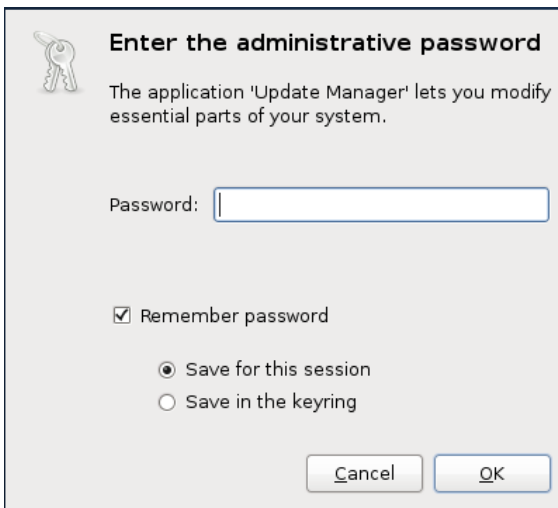 Enter the administrative password
The application 'Update Manager' lets you modify
essential parts of your system.
Password:
Remember password
Save for this session
Save in the keyring
Cancel
OK